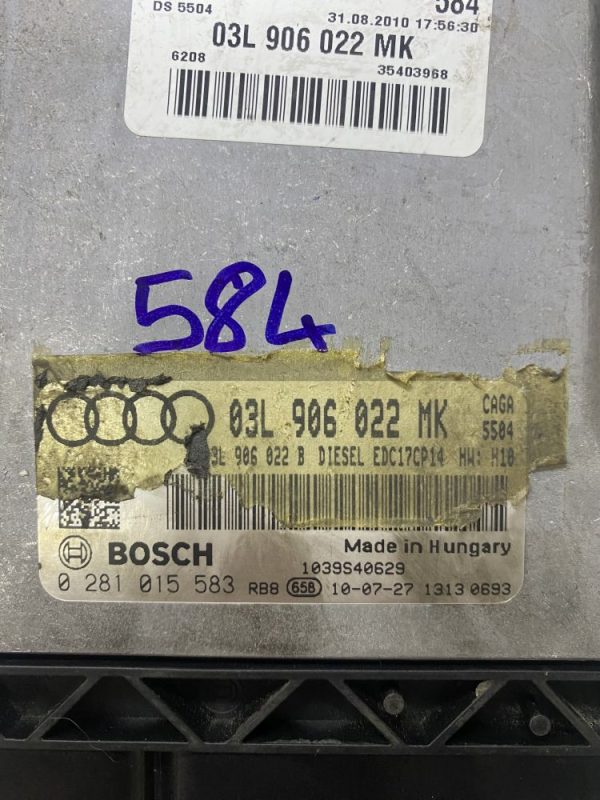 DS 5504 584
31.08.2010 17:56:30
03L 906 022 MK
6208 35403968
584
03L 906 022 MK CAGA
5504
3L 906 022 B DIESEL EDC17CP14 HW: H10
BOSCH Made in Hungary
1039S40629
0 281 015 583 RB8 65B 10-07-27 1313 0693